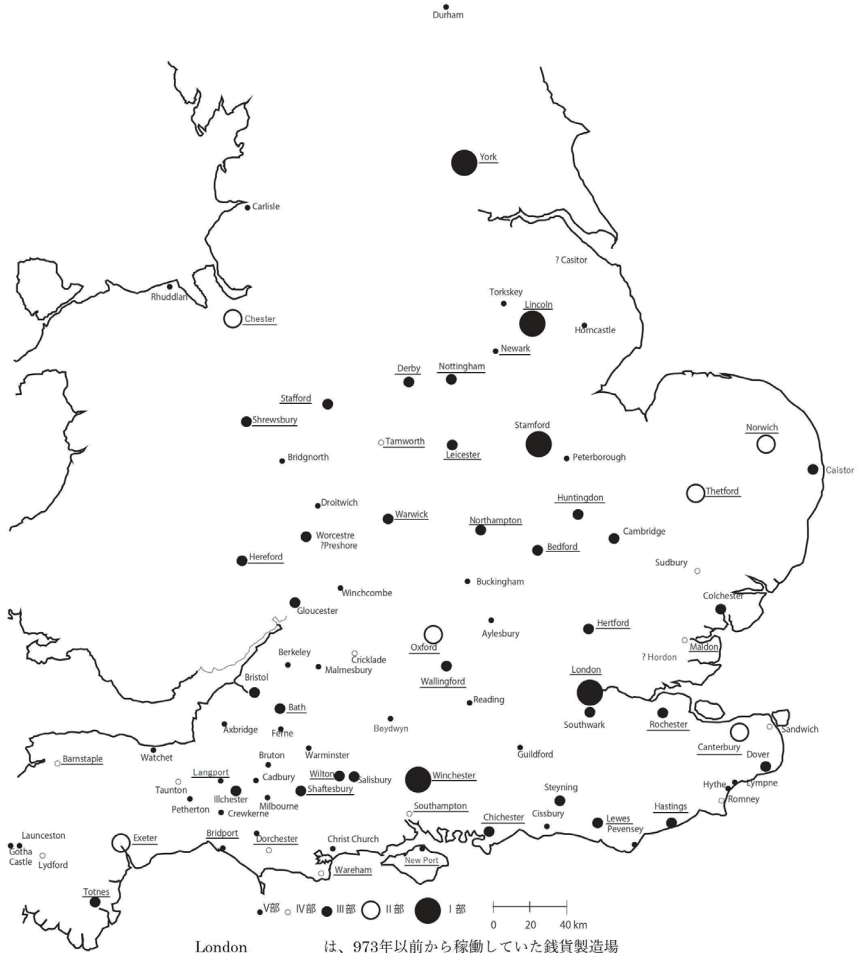 Durham
York
Carlisle
? Casitor
Rhuddlan
Torkskey
Lincoln
Chester
Horncastle
Newark
Derby
Nottingham
Stafford
Shrewsbury
Stamford
Norwich
Tamworth
Leicester
Bridgnorth
Peterborough
Caistor
Thetford
Droitwich
Huntingdon
Warwick
Northampton
Worcestre
?Preshore
Cambridge
Bedford
Hereford
Sudbury
Buckingham
Winchcombe
Colchester
Gloucester
Aylesbury
Hertford
Oxford
Maldon
Berkeley
Cricklade
? Hordon
Malmesbury
Wallingford
London
Bristol
Reading
Bath
Southwark
Rochester
Axbridge
Ferne
Beydwyn
Sandwich
Canterbury
Watchet
Bruton
Warminster
Guildford
Dover
Barnstaple
Langport
Cadbury
Wilton
Salisbury
Winchester
Taunton
Lympne
Hythe
Illchester
Shaftesbury
Steyning
Petherton
Milbourne
Romney
Crewkerne
Southampton
Cissbury
Hastings
Chichester
Lewes
Launceston
Exeter
Bridport
Dorchester
Pevensey
Gotha
Castle
Christ Church
Lydford
New Port
Wareham
Totnes
V部 IV部 III部 II部 I 部
0 20 40 km
London は、973年以前から稼働していた銭貨製造場